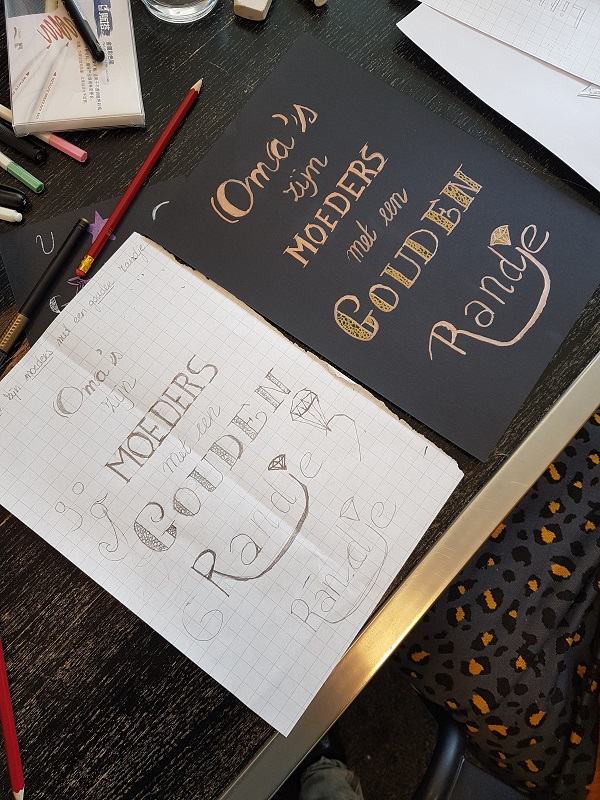 Oma's
zijn
MOEDERS
met een
GOUDEN
Randje
zijn moeders met een gouden randje
Oma's
zijn
MOEDERS
met een
GOUDEN
Randje
G
Randje